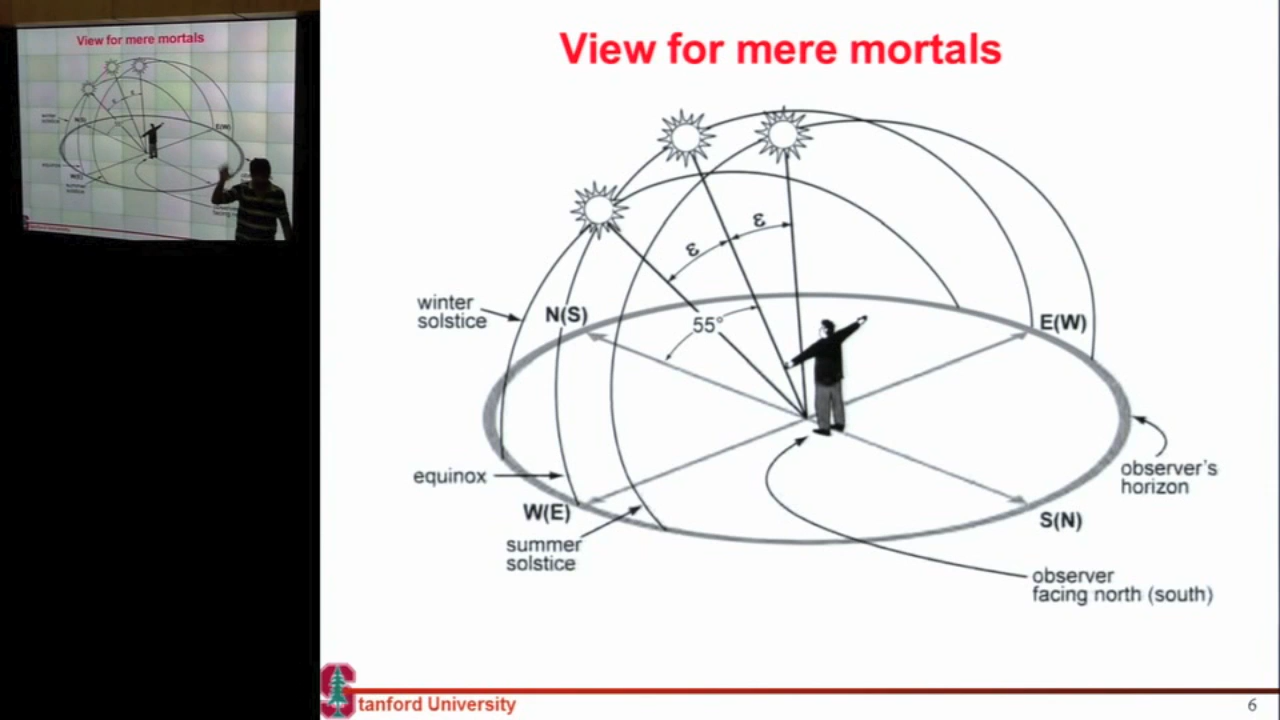 View for mere mortals
View for mere mortals
ε
ε
winter
solstice
N(S)
55°
E(W)
equinox
W(E)
summer
solstice
observer's
horizon
S(N)
observer
facing north (south)
Stanford University
6